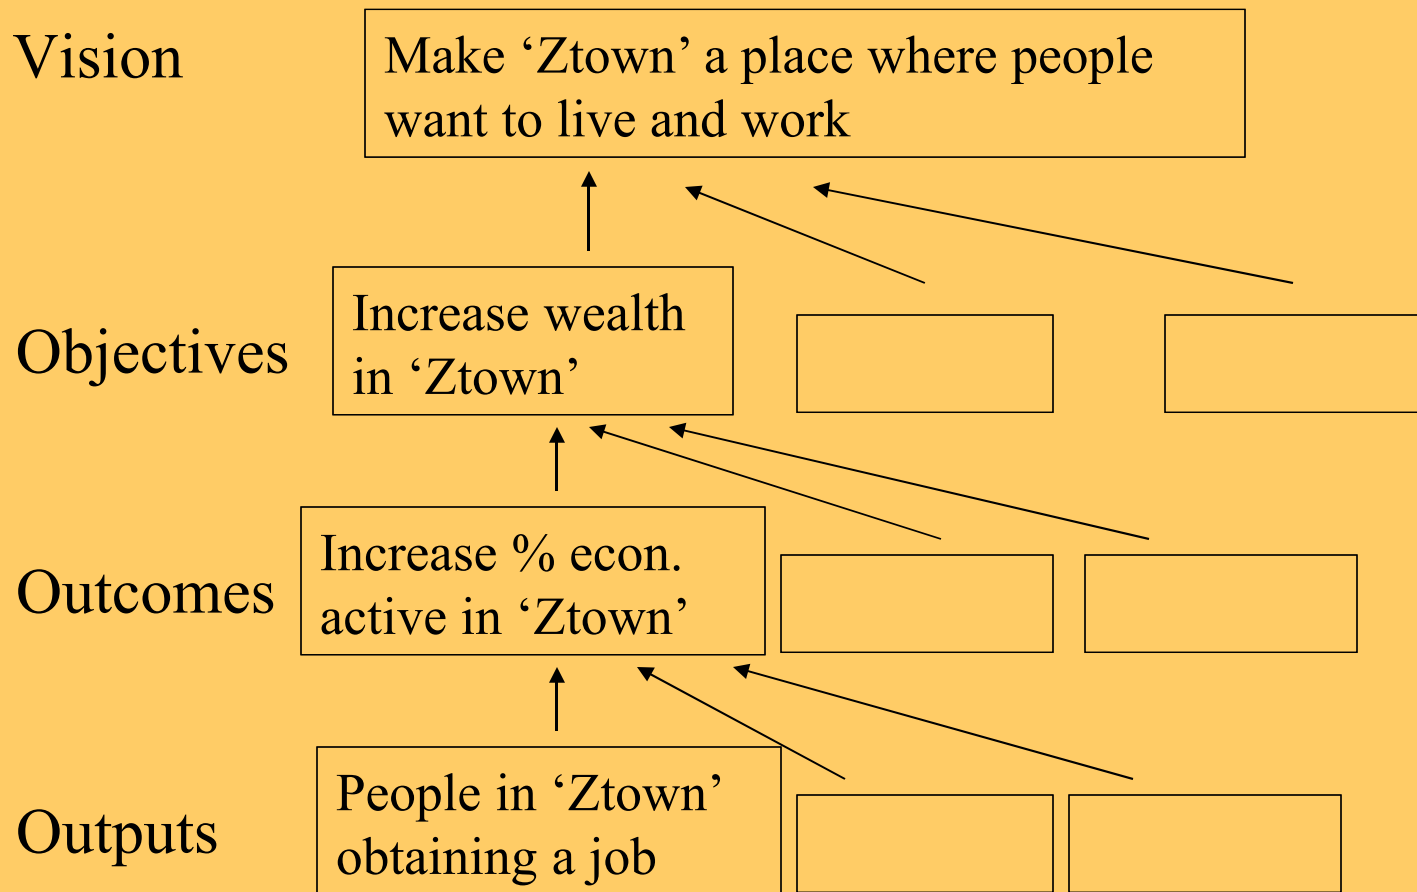 Vision
Make ‘Ztown’ a place where people
want to live and work
Objectives
Increase wealth
in ‘Ztown’
Outcomes
Increase % econ.
active in ‘Ztown’
Outputs
People in ‘Ztown’
obtaining a job